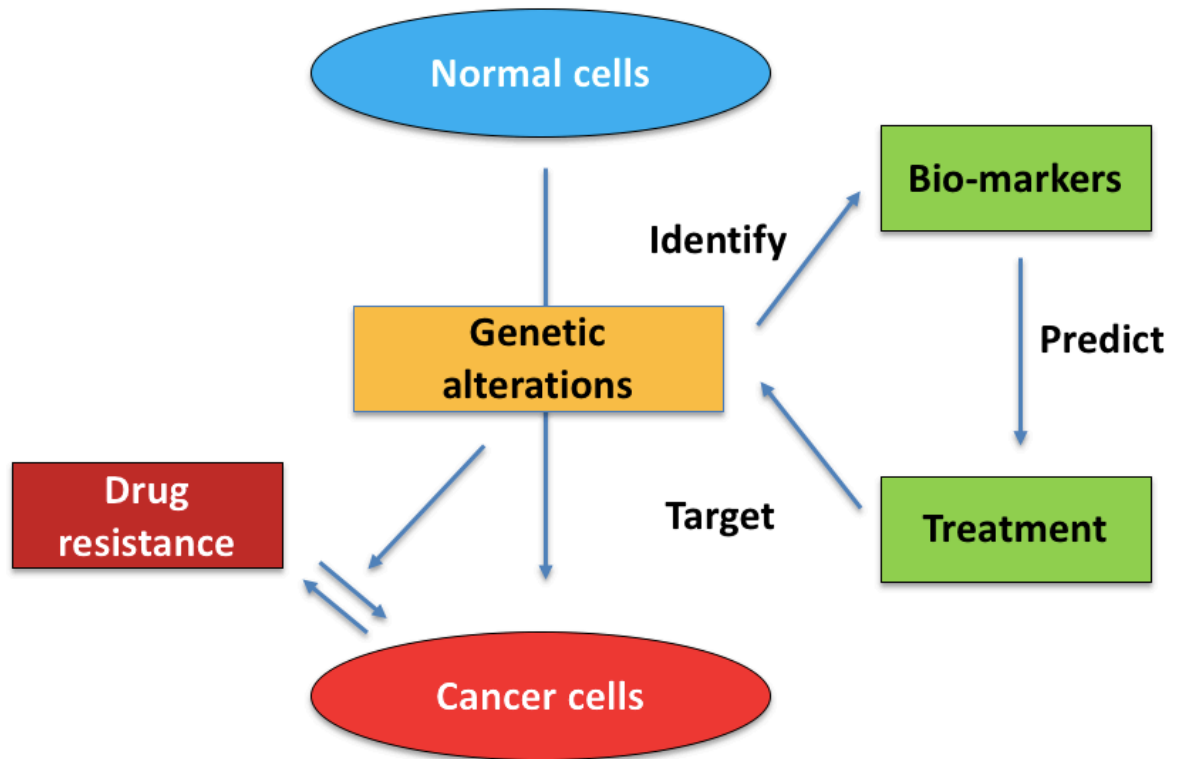 Normal cells
Bio-markers
Identify
Genetic
alterations
Predict
Drug
resistance
Target
Treatment
Cancer cells